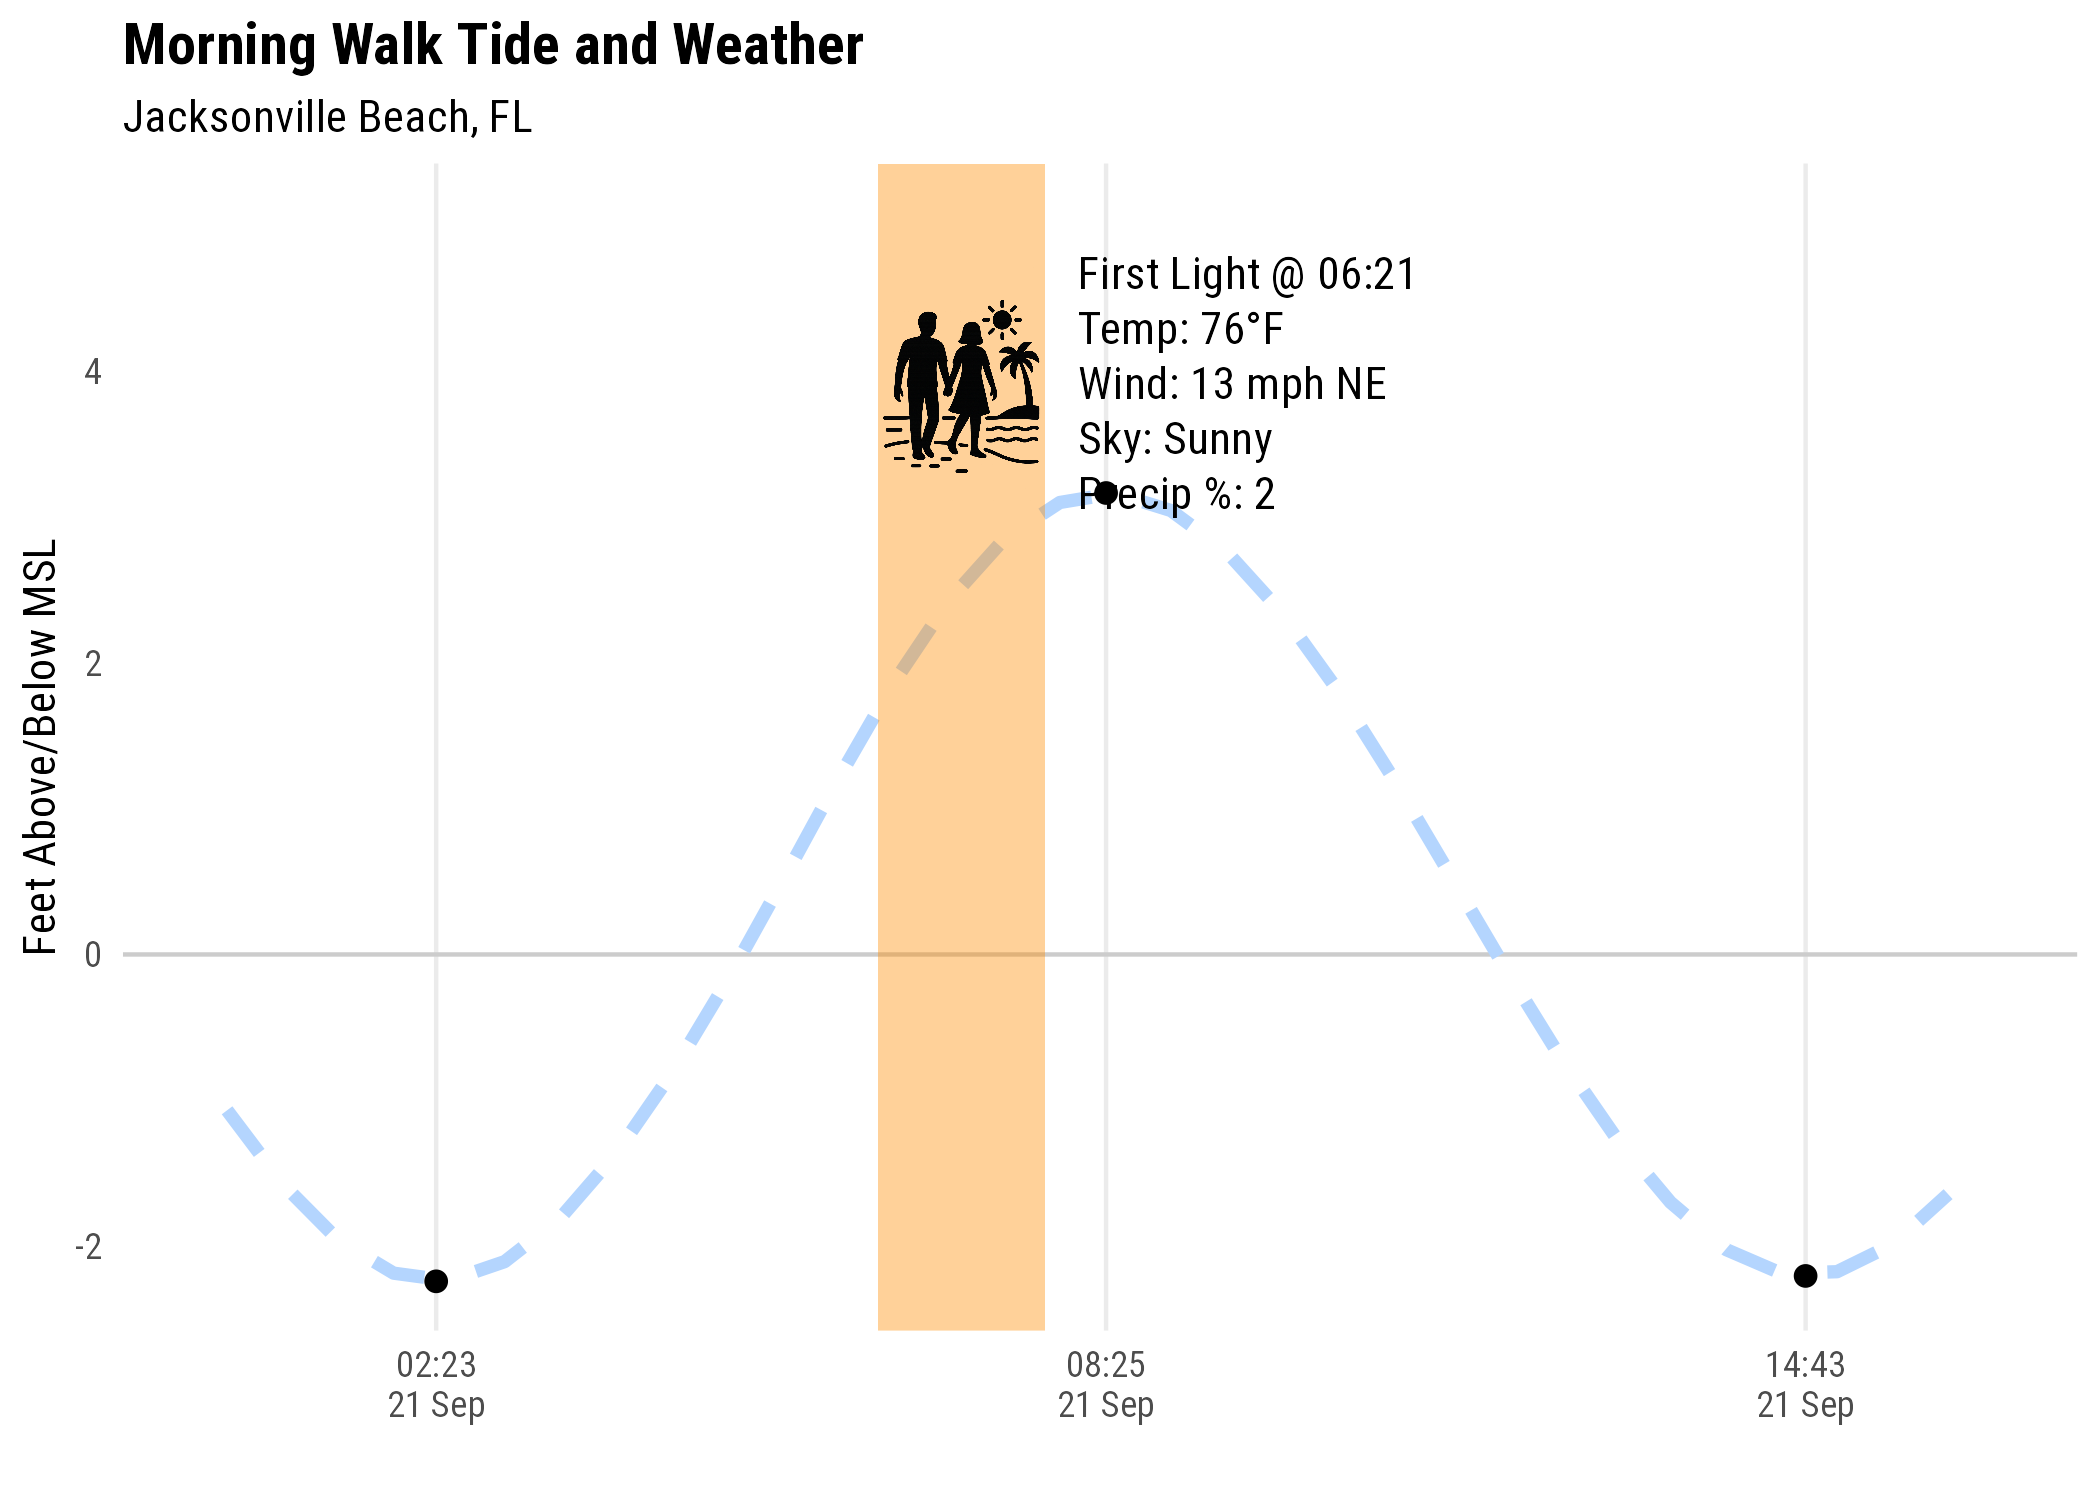 Morning Walk Tide and Weather
Jacksonville Beach, FL
First Light @ 06:21
Temp: 76°F
Wind: 13 mph NE
Sky: Sunny
Precip %: 2
Feet Above/Below MSL
4
2
0
-2
02:23
21 Sep
08:25
21 Sep
14:43
21 Sep